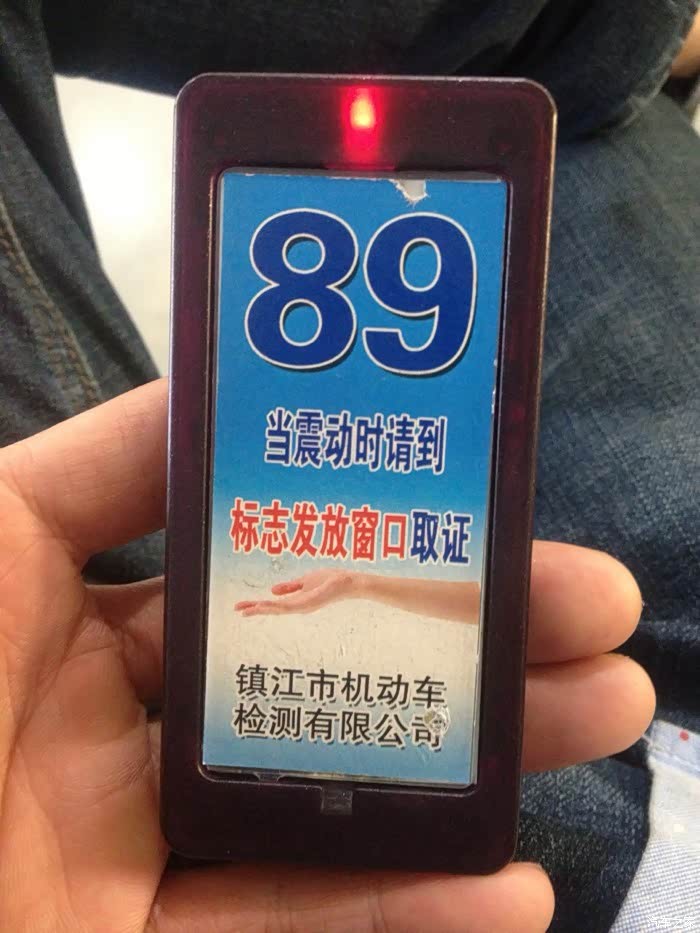 89
当震动时请到
标志发放窗口取证
镇江市机动车
检测有限公司